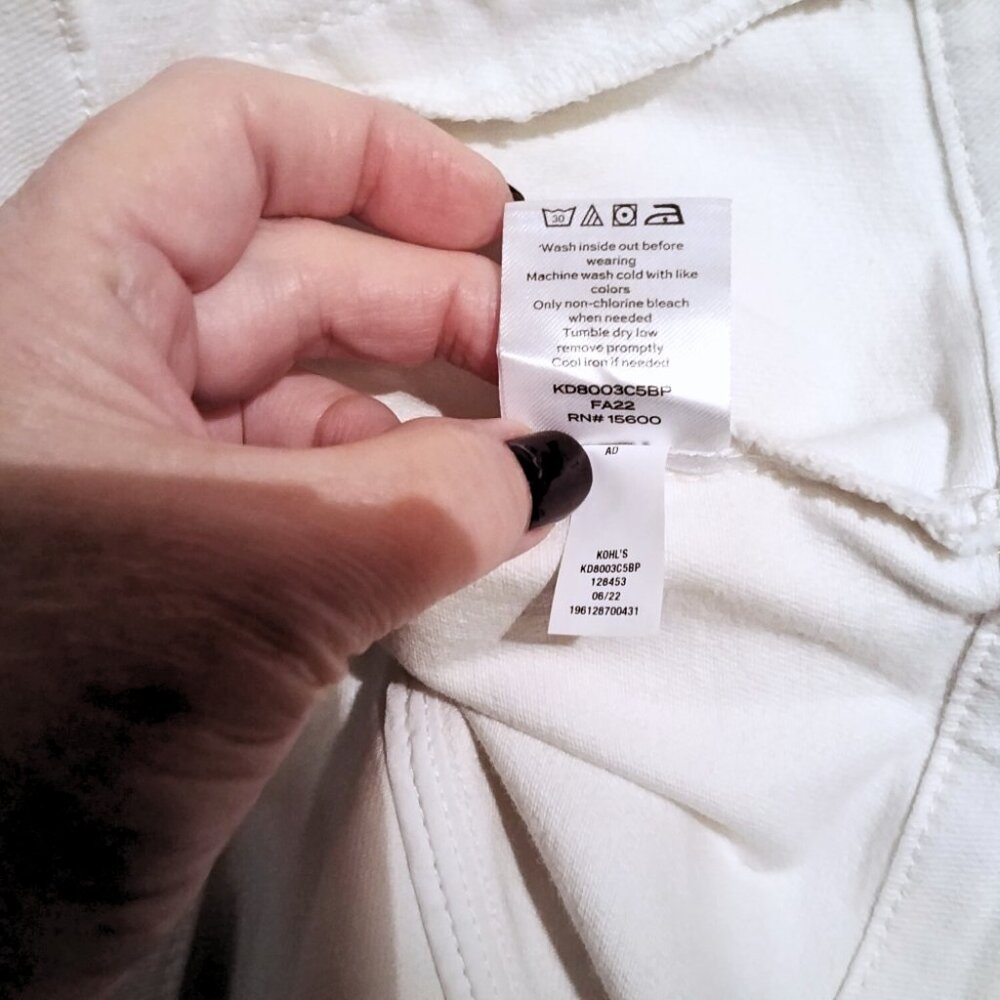 30
Wash inside out before
wearing
Machine wash cold with like
colors
Only non-chlorine bleach
when needed
Tumble dry low
remove promptly
Cool iron if needed
KD8003C5BP
FA22
RN# 15600
AD
KOHL'S
KD8003C5BP
128453
06/22
196128700431